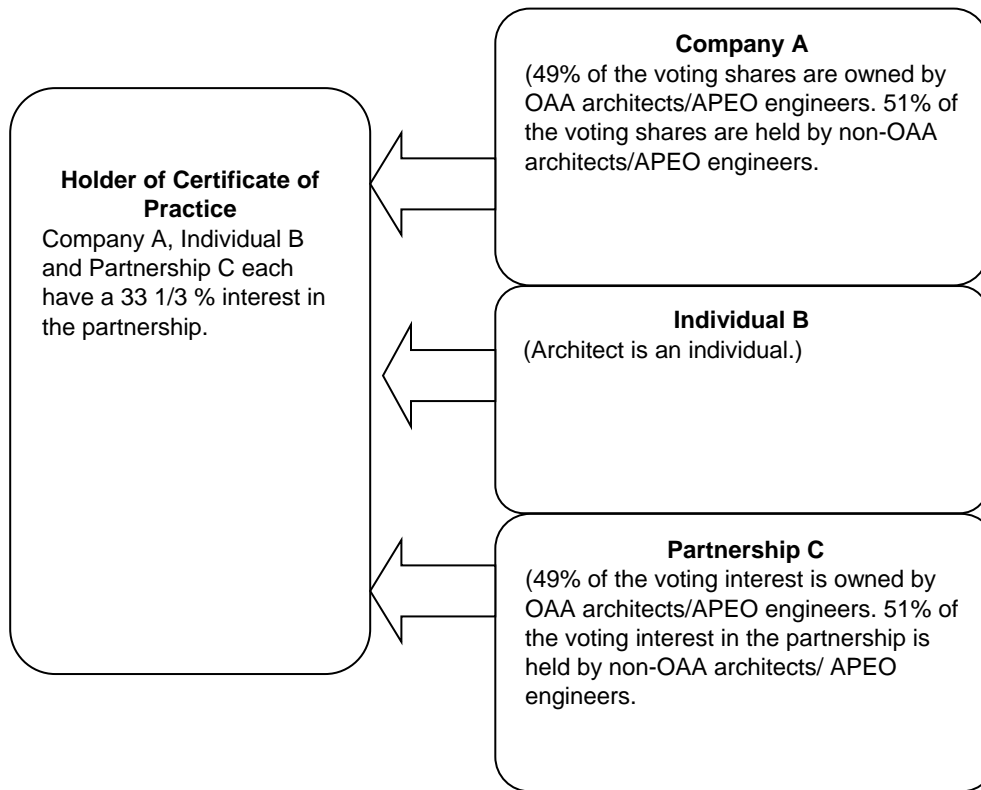 Holder of Certificate of
Practice
Company A, Individual B
and Partnership C each
have a 33 1/3 % interest in
the partnership.
Company A
(49% of the voting shares are owned by
OAA architects/APEO engineers. 51% of
the voting shares are held by non-OAA
architects/APEO engineers.
Individual B
(Architect is an individual.)
Partnership C
(49% of the voting interest is owned by
OAA architects/APEO engineers. 51% of
the voting interest in the partnership is
held by non-OAA architects/ APEO
engineers.